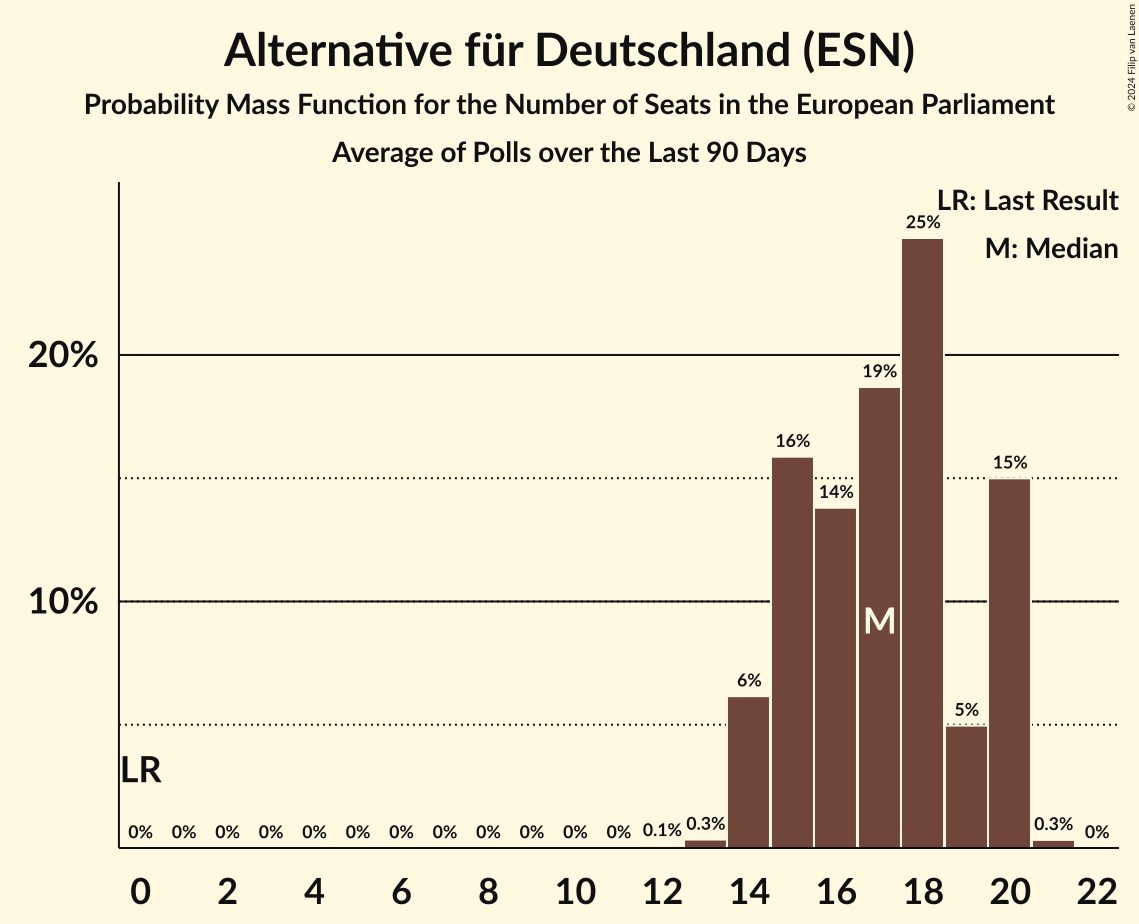 Alternative für Deutschland (ESN)
Probability Mass Function for the Number of Seats in the European Parliament
Average of Polls over the Last 90 Days
© 2024 Filip van Laenen
LR: Last Result
M: Median
25%
20%
19%
16%
15%
14%
10%
M
6%
5%
LR
0% 0% 0% 0% 0% 0% 0% 0% 0% 0% 0% 0% 0.1% 0.3% 0.3% 0%
0 2 4 6 8 10 12 14 16 18 20 22